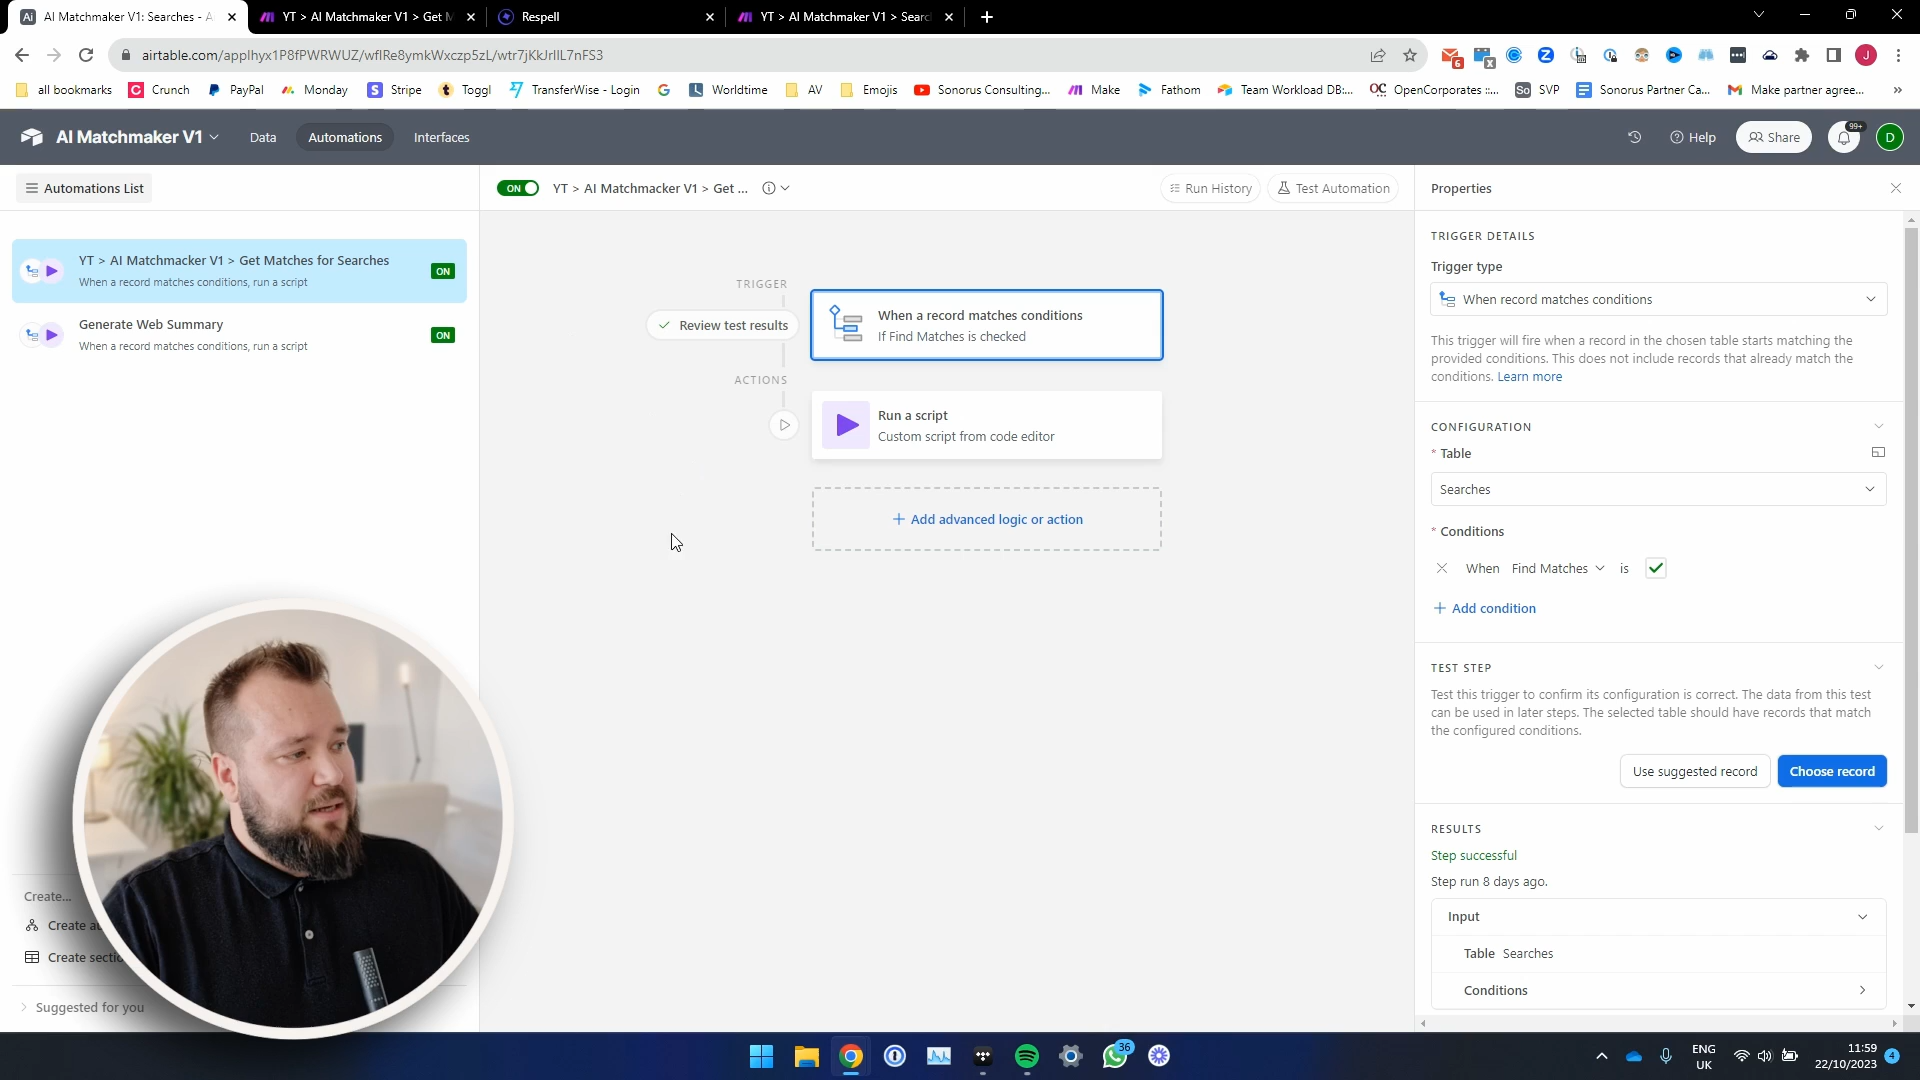 AI Matchmaker V1: Searches - A
YT > AI Matchmaker V1 > Get M
Respell
YT > AI Matchmaker V1 > Searc
airtable.com/applhyx1P8fPWRWUZ/wflRe8ymkWxczp5zL/wtr7jKkJrlIL7nFS3
all bookmarks
Crunch
PayPal
Monday
Stripe
Toggl
TransferWise - Login
Worldtime
AV
Emojis
Sonorus Consulting...
Make
Fathom
Team Workload DB:...
OpenCorporates ::...
SVP
Sonorus Partner Ca...
Make partner agree...
AI Matchmaker V1
Data
Automations
Interfaces
Help
Share
99+
D
Automations List
ON
YT > AI Matchmacker V1 > Get ...
Run History
Test Automation
Properties
YT > AI Matchmacker V1 > Get Matches for Searches
When a record matches conditions, run a script
ON
Generate Web Summary
When a record matches conditions, run a script
ON
Create...
Create au
Create sectio
Suggested for you
TRIGGER
Review test results
When a record matches conditions
If Find Matches is checked
ACTIONS
Run a script
Custom script from code editor
Add advanced logic or action
TRIGGER DETAILS
Trigger type
When record matches conditions
This trigger will fire when a record in the chosen table starts matching the
provided conditions. This does not include records that already match the
conditions. Learn more
CONFIGURATION
* Table
Searches
* Conditions
When Find Matches is
Add condition
TEST STEP
Test this trigger to confirm its configuration is correct. The data from this test
can be used in later steps. The selected table should have records that match
the configured conditions.
Use suggested record
Choose record
RESULTS
Step successful
Step run 8 days ago.
Input
Table Searches
Conditions
36
ENG
UK
11:59
22/10/2023
4